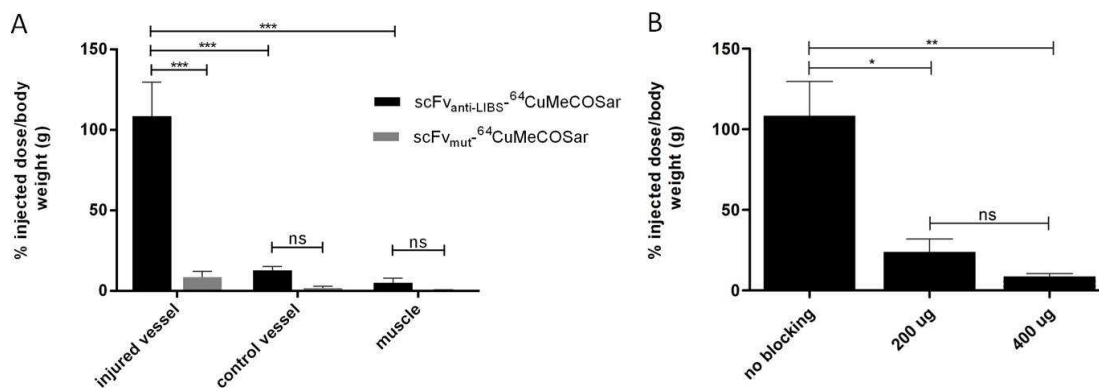 A
% injected dose/body
weight (g)
150
100
50
0
***
***
***
ns
ns
scFvanti-LIBS-64CuMeCOSar
scFvmut-64CuMeCOSar
injured vessel
control vessel
muscle
B
% injected dose/body
weight (g)
150
100
50
0
**
*
ns
no blocking
200 ug
400 ug